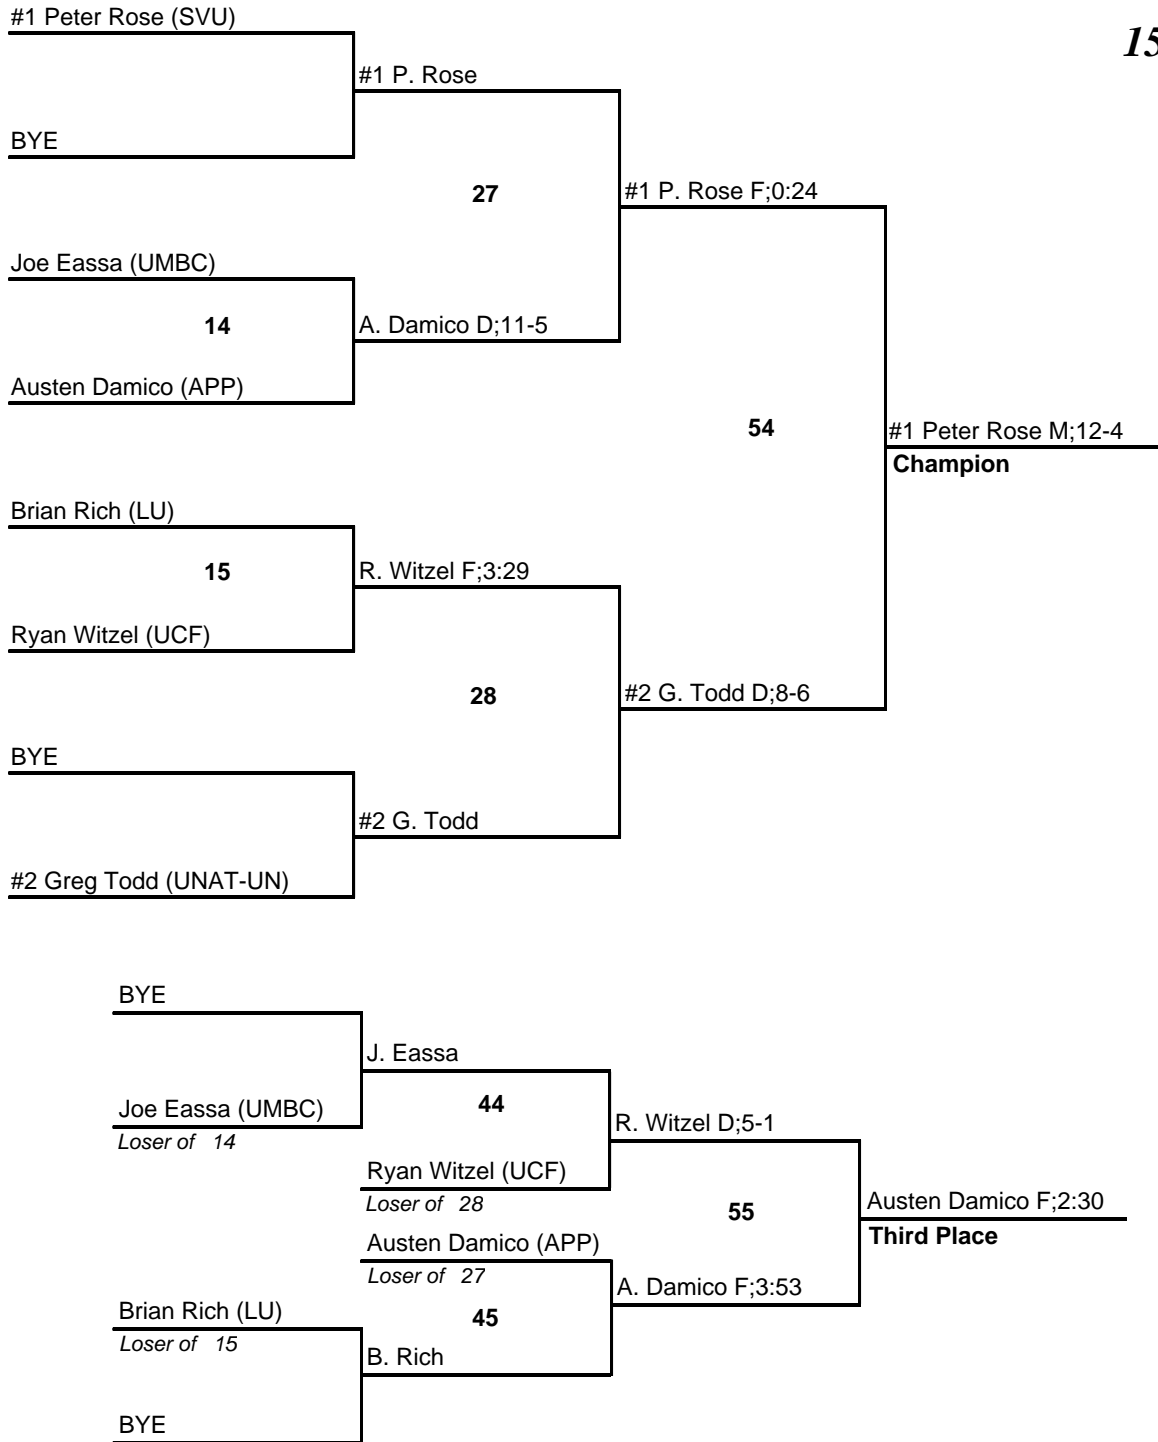 #1 Peter Rose (SVU)
15
#1 P. Rose
BYE
27
#1 P. Rose F;0:24
Joe Eassa (UMBC)
14
A. Damico D;11-5
Austen Damico (APP)
54
#1 Peter Rose M;12-4
Champion
Brian Rich (LU)
15
R. Witzel F;3:29
Ryan Witzel (UCF)
28
#2 G. Todd D;8-6
BYE
#2 G. Todd
#2 Greg Todd (UNAT-UN)
BYE
J. Eassa
Joe Eassa (UMBC)
Loser of 14
44
R. Witzel D;5-1
Ryan Witzel (UCF)
Loser of 28
55
Austen Damico F;2:30
Third Place
Austen Damico (APP)
Loser of 27
A. Damico F;3:53
Brian Rich (LU)
Loser of 15
45
B. Rich
BYE